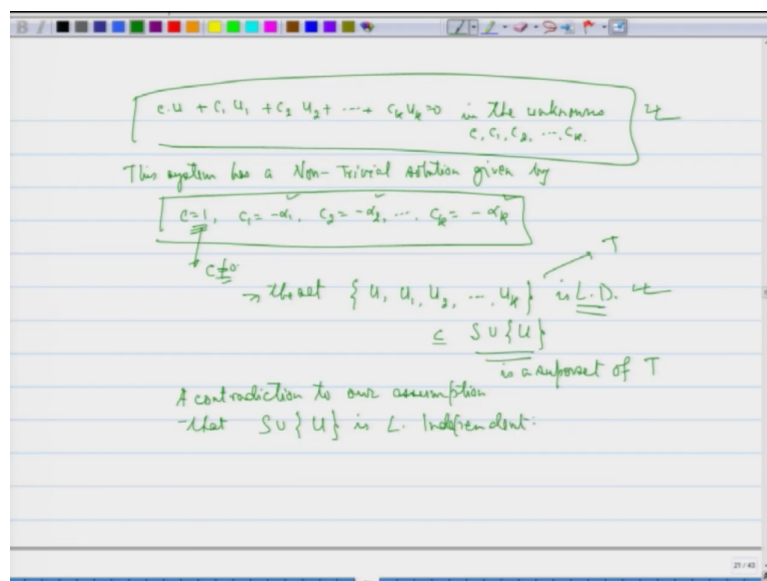 B I
c.u + c₁ u₁ + c₂ u₂ + ⋯ + cₖ uₖ = 0 in the unknowns
c, c₁, c₂, ⋯, cₖ.
This system has a Non-Trivial solution given by
c = 1, c₁ = -α₁, c₂ = -α₂, ⋯, cₖ = -αₖ
c ≠ 0
T
→ the set {u, u₁, u₂, ⋯, uₖ} is L.D.
⊆ S ∪ {u}
is a superset of T
A contradiction to our assumption
that S ∪ {u} is L. Independent.
21 / 43